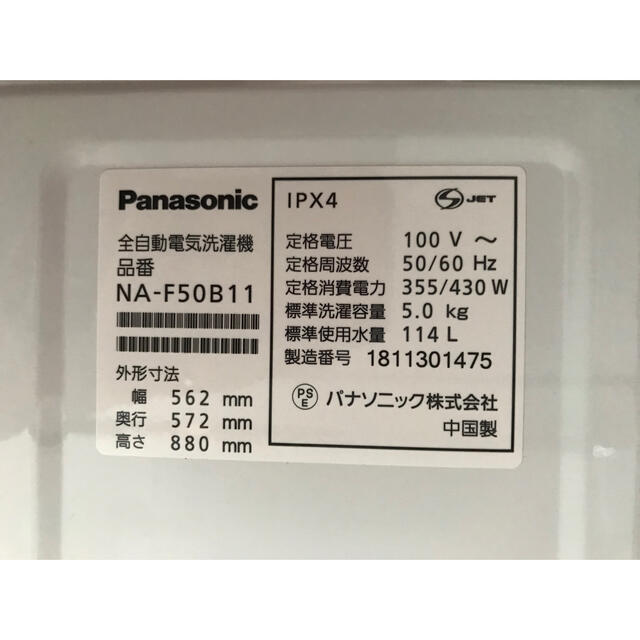 Panasonic
全自動電気洗濯機
品番
NA-F50B11
外形寸法
幅 562 mm
奥行 572 mm
高さ 880 mm
IPX4
S JET
定格電圧 100 V ～
定格周波数 50/60 Hz
定格消費電力 355/430 W
標準洗濯容量 5.0 kg
標準使用水量 114 L
製造番号 1811301475
PSE パナソニック株式会社
中国製